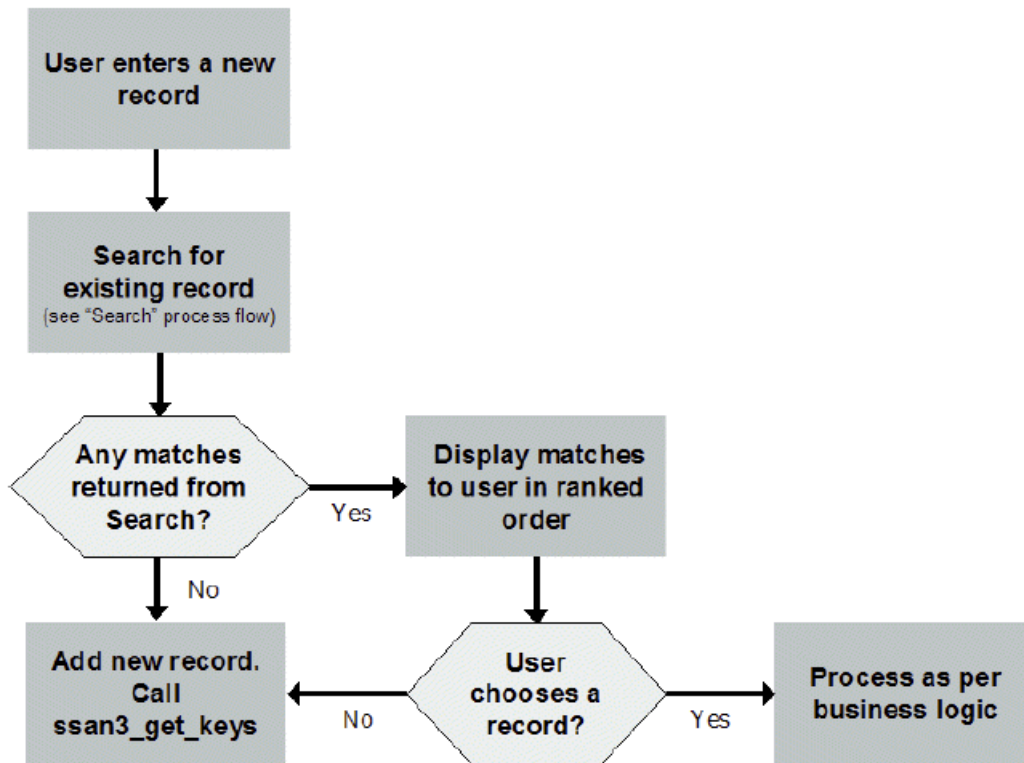 User enters a new
record
Search for
existing record
(see “Search” process flow)
Any matches
returned from
Search?
Yes
Display matches
to user in ranked
order
No
Add new record.
Call
ssan3_get_keys
No
User
chooses a
record?
Yes
Process as per
business logic